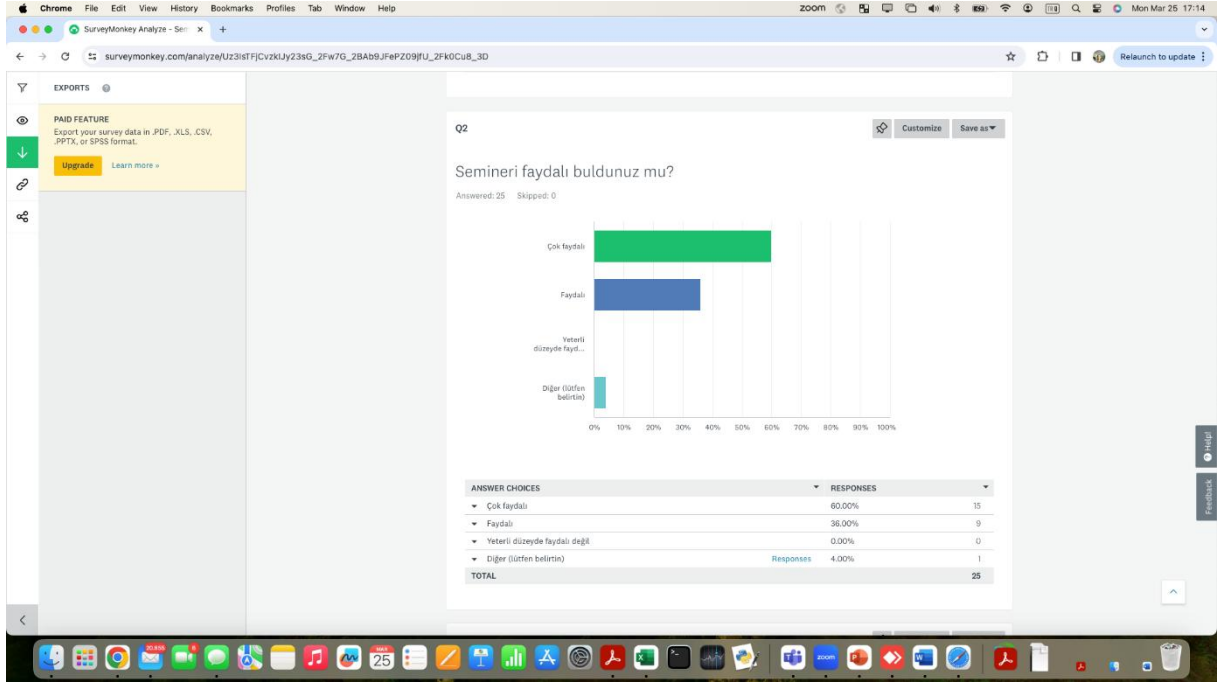 Chrome File Edit View History Bookmarks Profiles Tab Window Help zoom Mon Mar 25 17:14
SurveyMonkey Analyze - Sem
Relaunch to update
EXPORTS
PAID FEATURE
Export your survey data in .PDF, .XLS, .CSV,
.PPTX, or SPSS format.
Upgrade Learn more »
Q2
Customize Save as
Semineri faydalı buldunuz mu?
Answered: 25 Skipped: 0
Çok faydalı
Faydalı
Yeterli
düzeyde fayd...
Diğer (lütfen
belirtin)
0% 10% 20% 30% 40% 50% 60% 70% 80% 90% 100%
ANSWER CHOICES RESPONSES
Çok faydalı 60.00% 15
Faydalı 36.00% 9
Yeterli düzeyde faydalı değil 0.00% 0
Diğer (lütfen belirtin) Responses 4.00% 1
TOTAL 25
Help!
Feedback
MAR
25
zoom